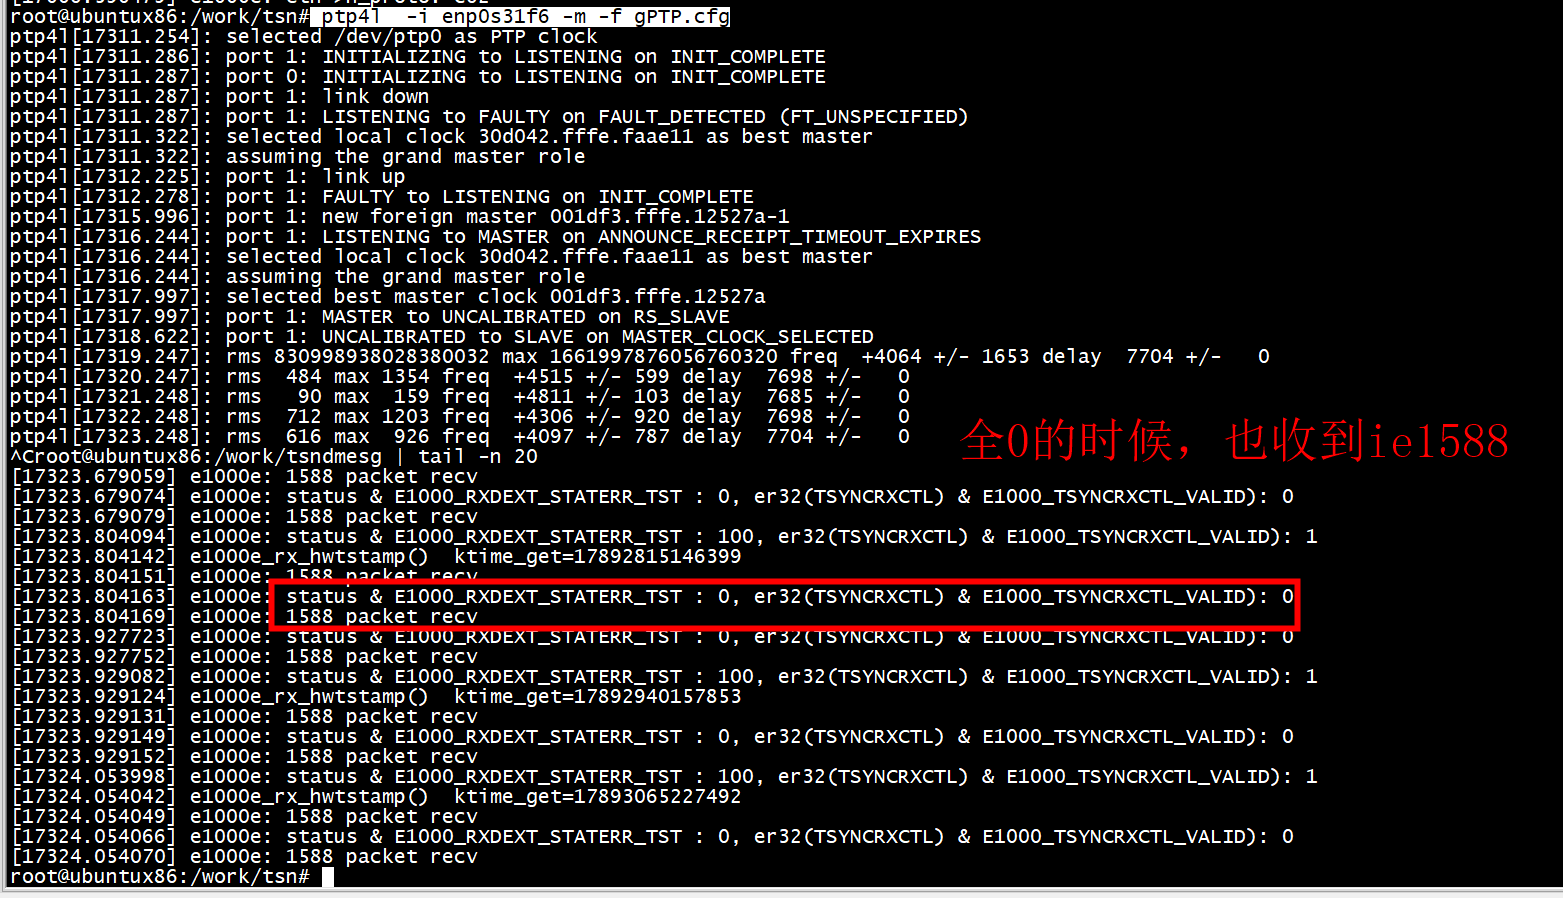 root@ubuntux86:/work/tsn# ptp4l  -i enp0s31f6 -m -f gPTP.cfg
ptp4l[17311.254]: selected /dev/ptp0 as PTP clock
ptp4l[17311.286]: port 1: INITIALIZING to LISTENING on INIT_COMPLETE
ptp4l[17311.287]: port 0: INITIALIZING to LISTENING on INIT_COMPLETE
ptp4l[17311.287]: port 1: link down
ptp4l[17311.287]: port 1: LISTENING to FAULTY on FAULT_DETECTED (FT_UNSPECIFIED)
ptp4l[17311.322]: selected local clock 30d042.fffe.faae11 as best master
ptp4l[17311.322]: assuming the grand master role
ptp4l[17312.225]: port 1: link up
ptp4l[17312.278]: port 1: FAULTY to LISTENING on INIT_COMPLETE
ptp4l[17315.996]: port 1: new foreign master 001df3.fffe.12527a-1
ptp4l[17316.244]: port 1: LISTENING to MASTER on ANNOUNCE_RECEIPT_TIMEOUT_EXPIRES
ptp4l[17316.244]: selected local clock 30d042.fffe.faae11 as best master
ptp4l[17316.244]: assuming the grand master role
ptp4l[17317.997]: selected best master clock 001df3.fffe.12527a
ptp4l[17317.997]: port 1: MASTER to UNCALIBRATED on RS_SLAVE
ptp4l[17318.622]: port 1: UNCALIBRATED to SLAVE on MASTER_CLOCK_SELECTED
ptp4l[17319.247]: rms 830998938028380032 max 1661997876056760320 freq  +4064 +/- 1653 delay  7704 +/-   0
ptp4l[17320.247]: rms  484 max 1354 freq  +4515 +/- 599 delay  7698 +/-   0
ptp4l[17321.248]: rms   90 max  159 freq  +4811 +/- 103 delay  7685 +/-   0
ptp4l[17322.248]: rms  712 max 1203 freq  +4306 +/- 920 delay  7698 +/-   0
ptp4l[17323.248]: rms  616 max  926 freq  +4097 +/- 787 delay  7704 +/-   0
全0的时候，也收到ie1588
^Croot@ubuntux86:/work/tsndmesg | tail -n 20
[17323.679059] e1000e: 1588 packet recv
[17323.679074] e1000e: status & E1000_RXDEXT_STATERR_TST : 0, er32(TSYNCRXCTL) & E1000_TSYNCRXCTL_VALID): 0
[17323.679079] e1000e: 1588 packet recv
[17323.804094] e1000e: status & E1000_RXDEXT_STATERR_TST : 100, er32(TSYNCRXCTL) & E1000_TSYNCRXCTL_VALID): 1
[17323.804142] e1000e_rx_hwtstamp()  ktime_get=17892815146399
[17323.804151] e1000e: 1588 packet recv
[17323.804163] e1000e: status & E1000_RXDEXT_STATERR_TST : 0, er32(TSYNCRXCTL) & E1000_TSYNCRXCTL_VALID): 0
[17323.804169] e1000e: 1588 packet recv
[17323.927723] e1000e: status & E1000_RXDEXT_STATERR_TST : 0, er32(TSYNCRXCTL) & E1000_TSYNCRXCTL_VALID): 0
[17323.927752] e1000e: 1588 packet recv
[17323.929082] e1000e: status & E1000_RXDEXT_STATERR_TST : 100, er32(TSYNCRXCTL) & E1000_TSYNCRXCTL_VALID): 1
[17323.929124] e1000e_rx_hwtstamp()  ktime_get=17892940157853
[17323.929131] e1000e: 1588 packet recv
[17323.929149] e1000e: status & E1000_RXDEXT_STATERR_TST : 0, er32(TSYNCRXCTL) & E1000_TSYNCRXCTL_VALID): 0
[17323.929152] e1000e: 1588 packet recv
[17324.053998] e1000e: status & E1000_RXDEXT_STATERR_TST : 100, er32(TSYNCRXCTL) & E1000_TSYNCRXCTL_VALID): 1
[17324.054042] e1000e_rx_hwtstamp()  ktime_get=17893065227492
[17324.054049] e1000e: 1588 packet recv
[17324.054066] e1000e: status & E1000_RXDEXT_STATERR_TST : 0, er32(TSYNCRXCTL) & E1000_TSYNCRXCTL_VALID): 0
[17324.054070] e1000e: 1588 packet recv
root@ubuntux86:/work/tsn#